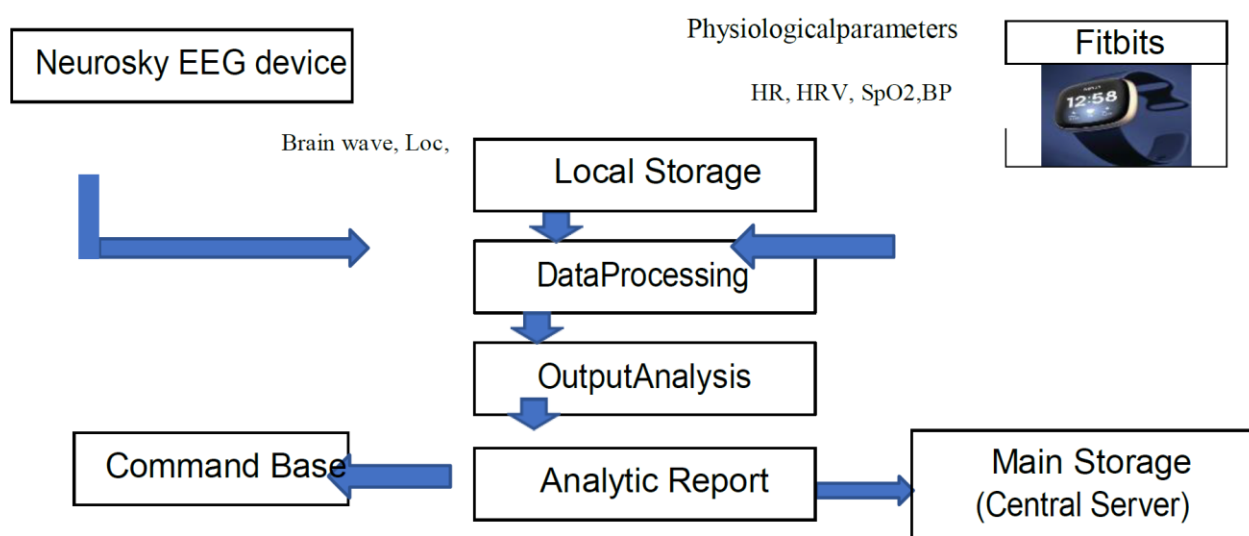 Physiologicalparameters
Neurosky EEG device
Fitbits
HR, HRV, SpO2,BP
12:58
Brain wave, Loc,
Local Storage
DataProcessing
OutputAnalysis
Command Base
Analytic Report
Main Storage
(Central Server)